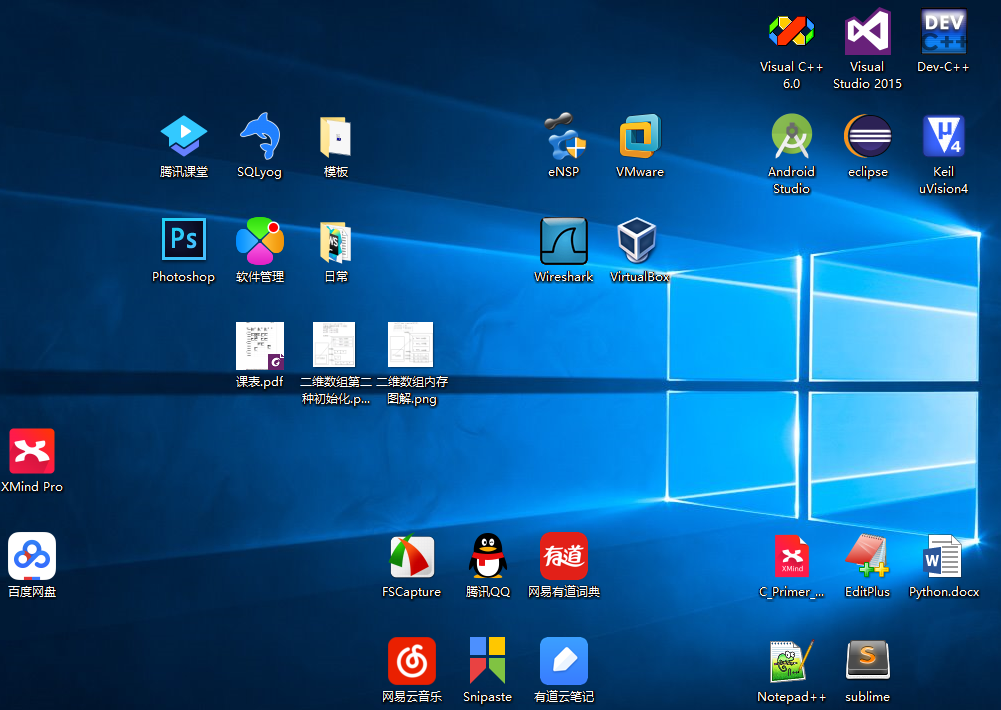 DEV
C++
Visual C++
6.0
Visual
Studio 2015
Dev-C++
腾讯课堂
SQLyog
模板
eNSP
VMware
Android
Studio
eclipse
µ
4
Keil
uVision4
Ps
Photoshop
软件管理
WS
日常
Wireshark
VirtualBox
课表.pdf
二维数组第二
种初始化.p...
二维数组内存
图解.png
XMind Pro
百度网盘
FSCapture
腾讯QQ
有道
网易有道词典
XMind
C_Primer_...
EditPlus
W
Python.docx
网易云音乐
Snipaste
有道云笔记
Notepad++
S
sublime